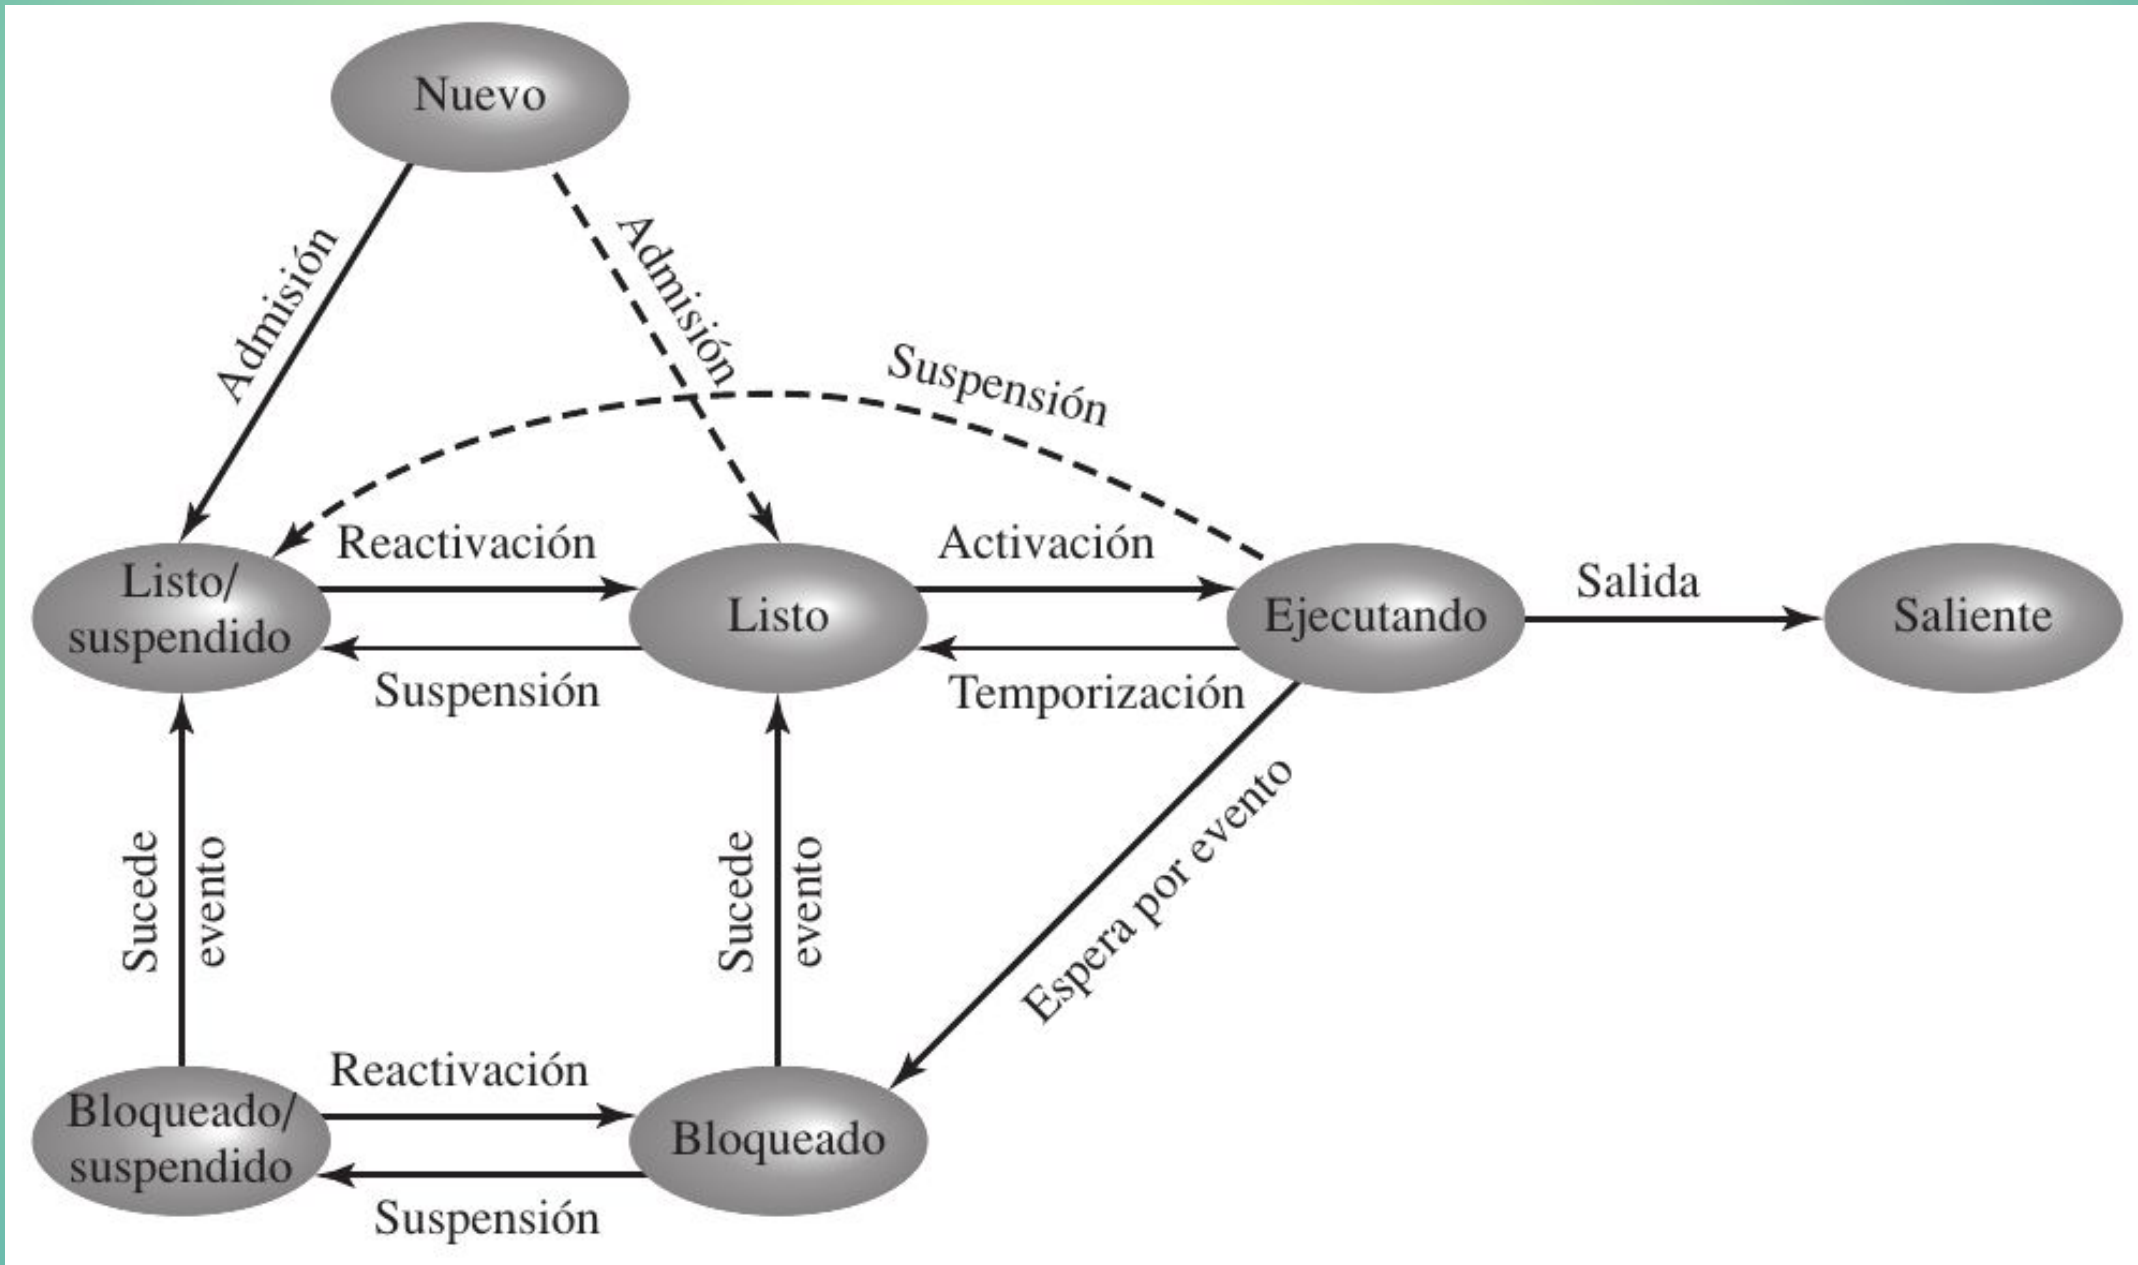 Nuevo
Admisión
Admisión
Suspensión
Reactivación
Activación
Listo/
suspendido
Listo
Ejecutando
Salida
Saliente
Suspensión
Temporización
Sucede
evento
Sucede
evento
Espera por evento
Reactivación
Bloqueado/
suspendido
Bloqueado
Suspensión